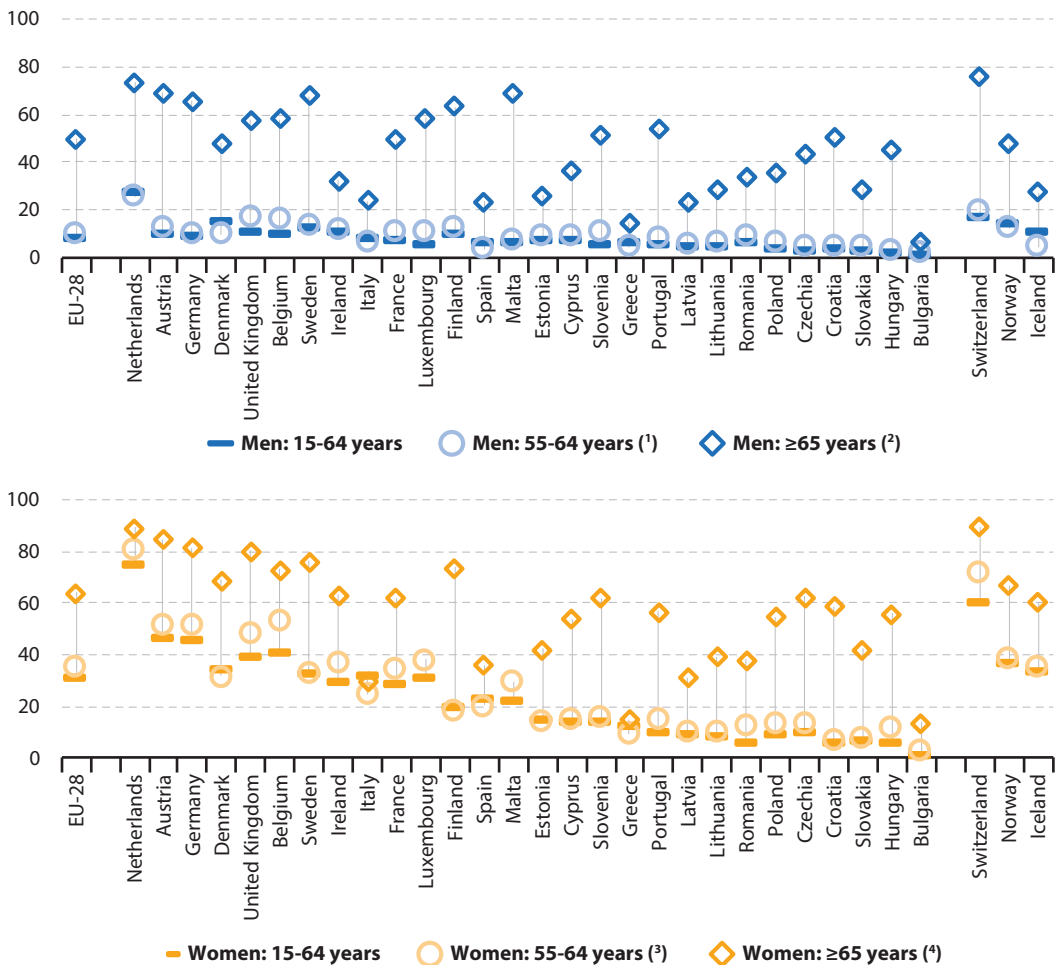 100
80
60
40
20
0
EU-28
Netherlands
Austria
Germany
Denmark
United Kingdom
Belgium
Sweden
Ireland
Italy
France
Luxembourg
Finland
Spain
Malta
Estonia
Cyprus
Slovenia
Greece
Portugal
Latvia
Lithuania
Romania
Poland
Czechia
Croatia
Slovakia
Hungary
Bulgaria
Switzerland
Norway
Iceland
Men: 15-64 years Men: 55-64 years (¹) Men: ≥65 years (²)
100
80
60
40
20
0
EU-28
Netherlands
Austria
Germany
Denmark
United Kingdom
Belgium
Sweden
Ireland
Italy
France
Luxembourg
Finland
Spain
Malta
Estonia
Cyprus
Slovenia
Greece
Portugal
Latvia
Lithuania
Romania
Poland
Czechia
Croatia
Slovakia
Hungary
Bulgaria
Switzerland
Norway
Iceland
Women: 15-64 years Women: 55-64 years (³) Women: ≥65 years (⁴)